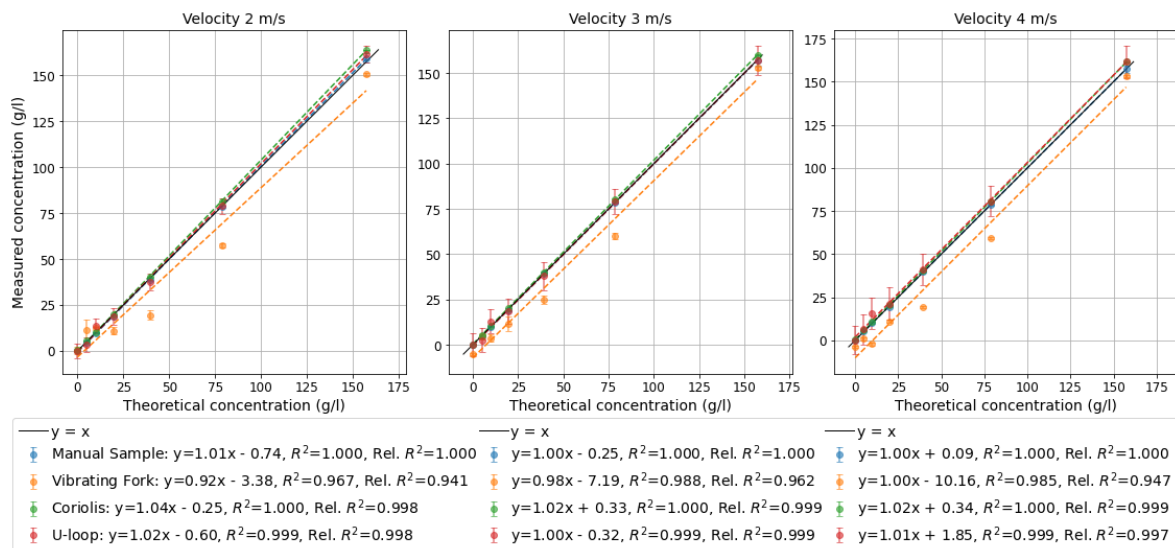 Velocity 2 m/s
Velocity 3 m/s
Velocity 4 m/s
Measured concentration (g/l)
150
125
100
75
50
25
0
0 25 50 75 100 125 150 175
Theoretical concentration (g/l)
150
125
100
75
50
25
0
0 25 50 75 100 125 150 175
Theoretical concentration (g/l)
175
150
125
100
75
50
25
0
0 25 50 75 100 125 150 175
Theoretical concentration (g/l)
y = x
Manual Sample: y=1.01x - 0.74, R²=1.000, Rel. R²=1.000
Vibrating Fork: y=0.92x - 3.38, R²=0.967, Rel. R²=0.941
Coriolis: y=1.04x - 0.25, R²=1.000, Rel. R²=0.998
U-loop: y=1.02x - 0.60, R²=0.999, Rel. R²=0.998
y = x
y=1.00x - 0.25, R²=1.000, Rel. R²=1.000
y=0.98x - 7.19, R²=0.988, Rel. R²=0.962
y=1.02x + 0.33, R²=1.000, Rel. R²=0.999
y=1.00x - 0.32, R²=0.999, Rel. R²=0.999
y = x
y=1.00x + 0.09, R²=1.000, Rel. R²=1.000
y=1.00x - 10.16, R²=0.985, Rel. R²=0.947
y=1.02x + 0.34, R²=1.000, Rel. R²=0.999
y=1.01x + 1.85, R²=0.999, Rel. R²=0.997